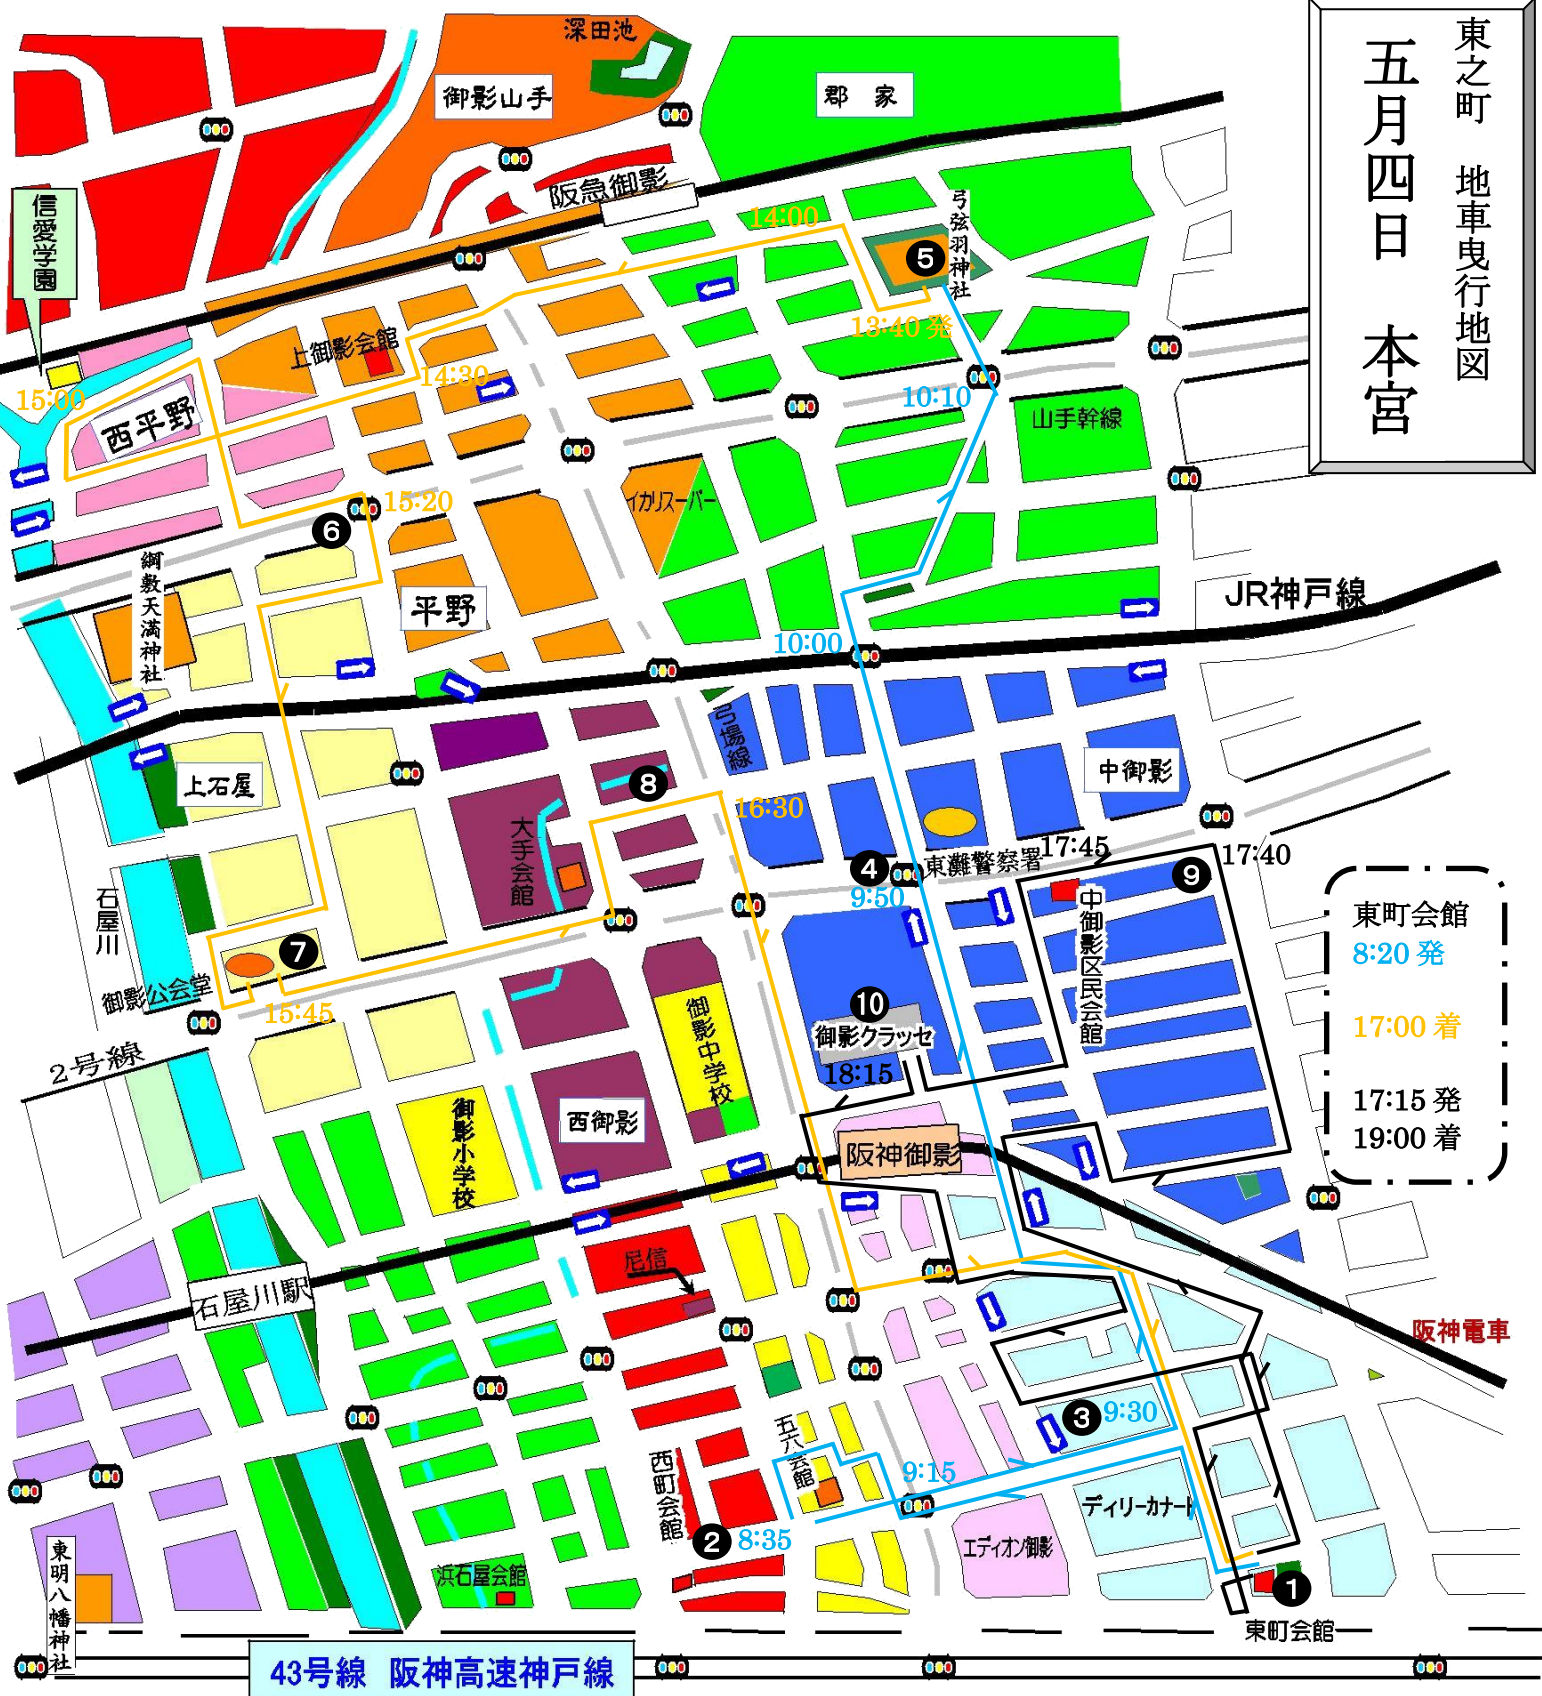 東之町　地車曳行地図
五月四日　本宮
深田池
御影山手
郡　家
阪急御影
信愛学園
弓弦羽神社
14:00
❺
13:40 発
上御影会館
14:30
10:10
15:00
西平野
山手幹線
イカリスーパー
15:20
❻
綱敷天満神社
平野
JR神戸線
10:00
弓場線
中御影
上石屋
❽
16:30
大手会館
17:45
17:40
❹
東灘警察署
9:50
❾
中御影区民会館
石屋川
❼
御影公会堂
15:45
東町会館
8:20 発
17:00 着
17:15 発
19:00 着
❿
御影クラッセ
18:15
御影中学校
2号線
御影小学校
西御影
阪神御影
尼信
石屋川駅
阪神電車
❸
9:30
五六会館
9:15
西町会館
❷
8:35
ディリーカナート
エディオン御影
浜石屋会館
東明八幡神社
❶
東町会館
43号線　阪神高速神戸線